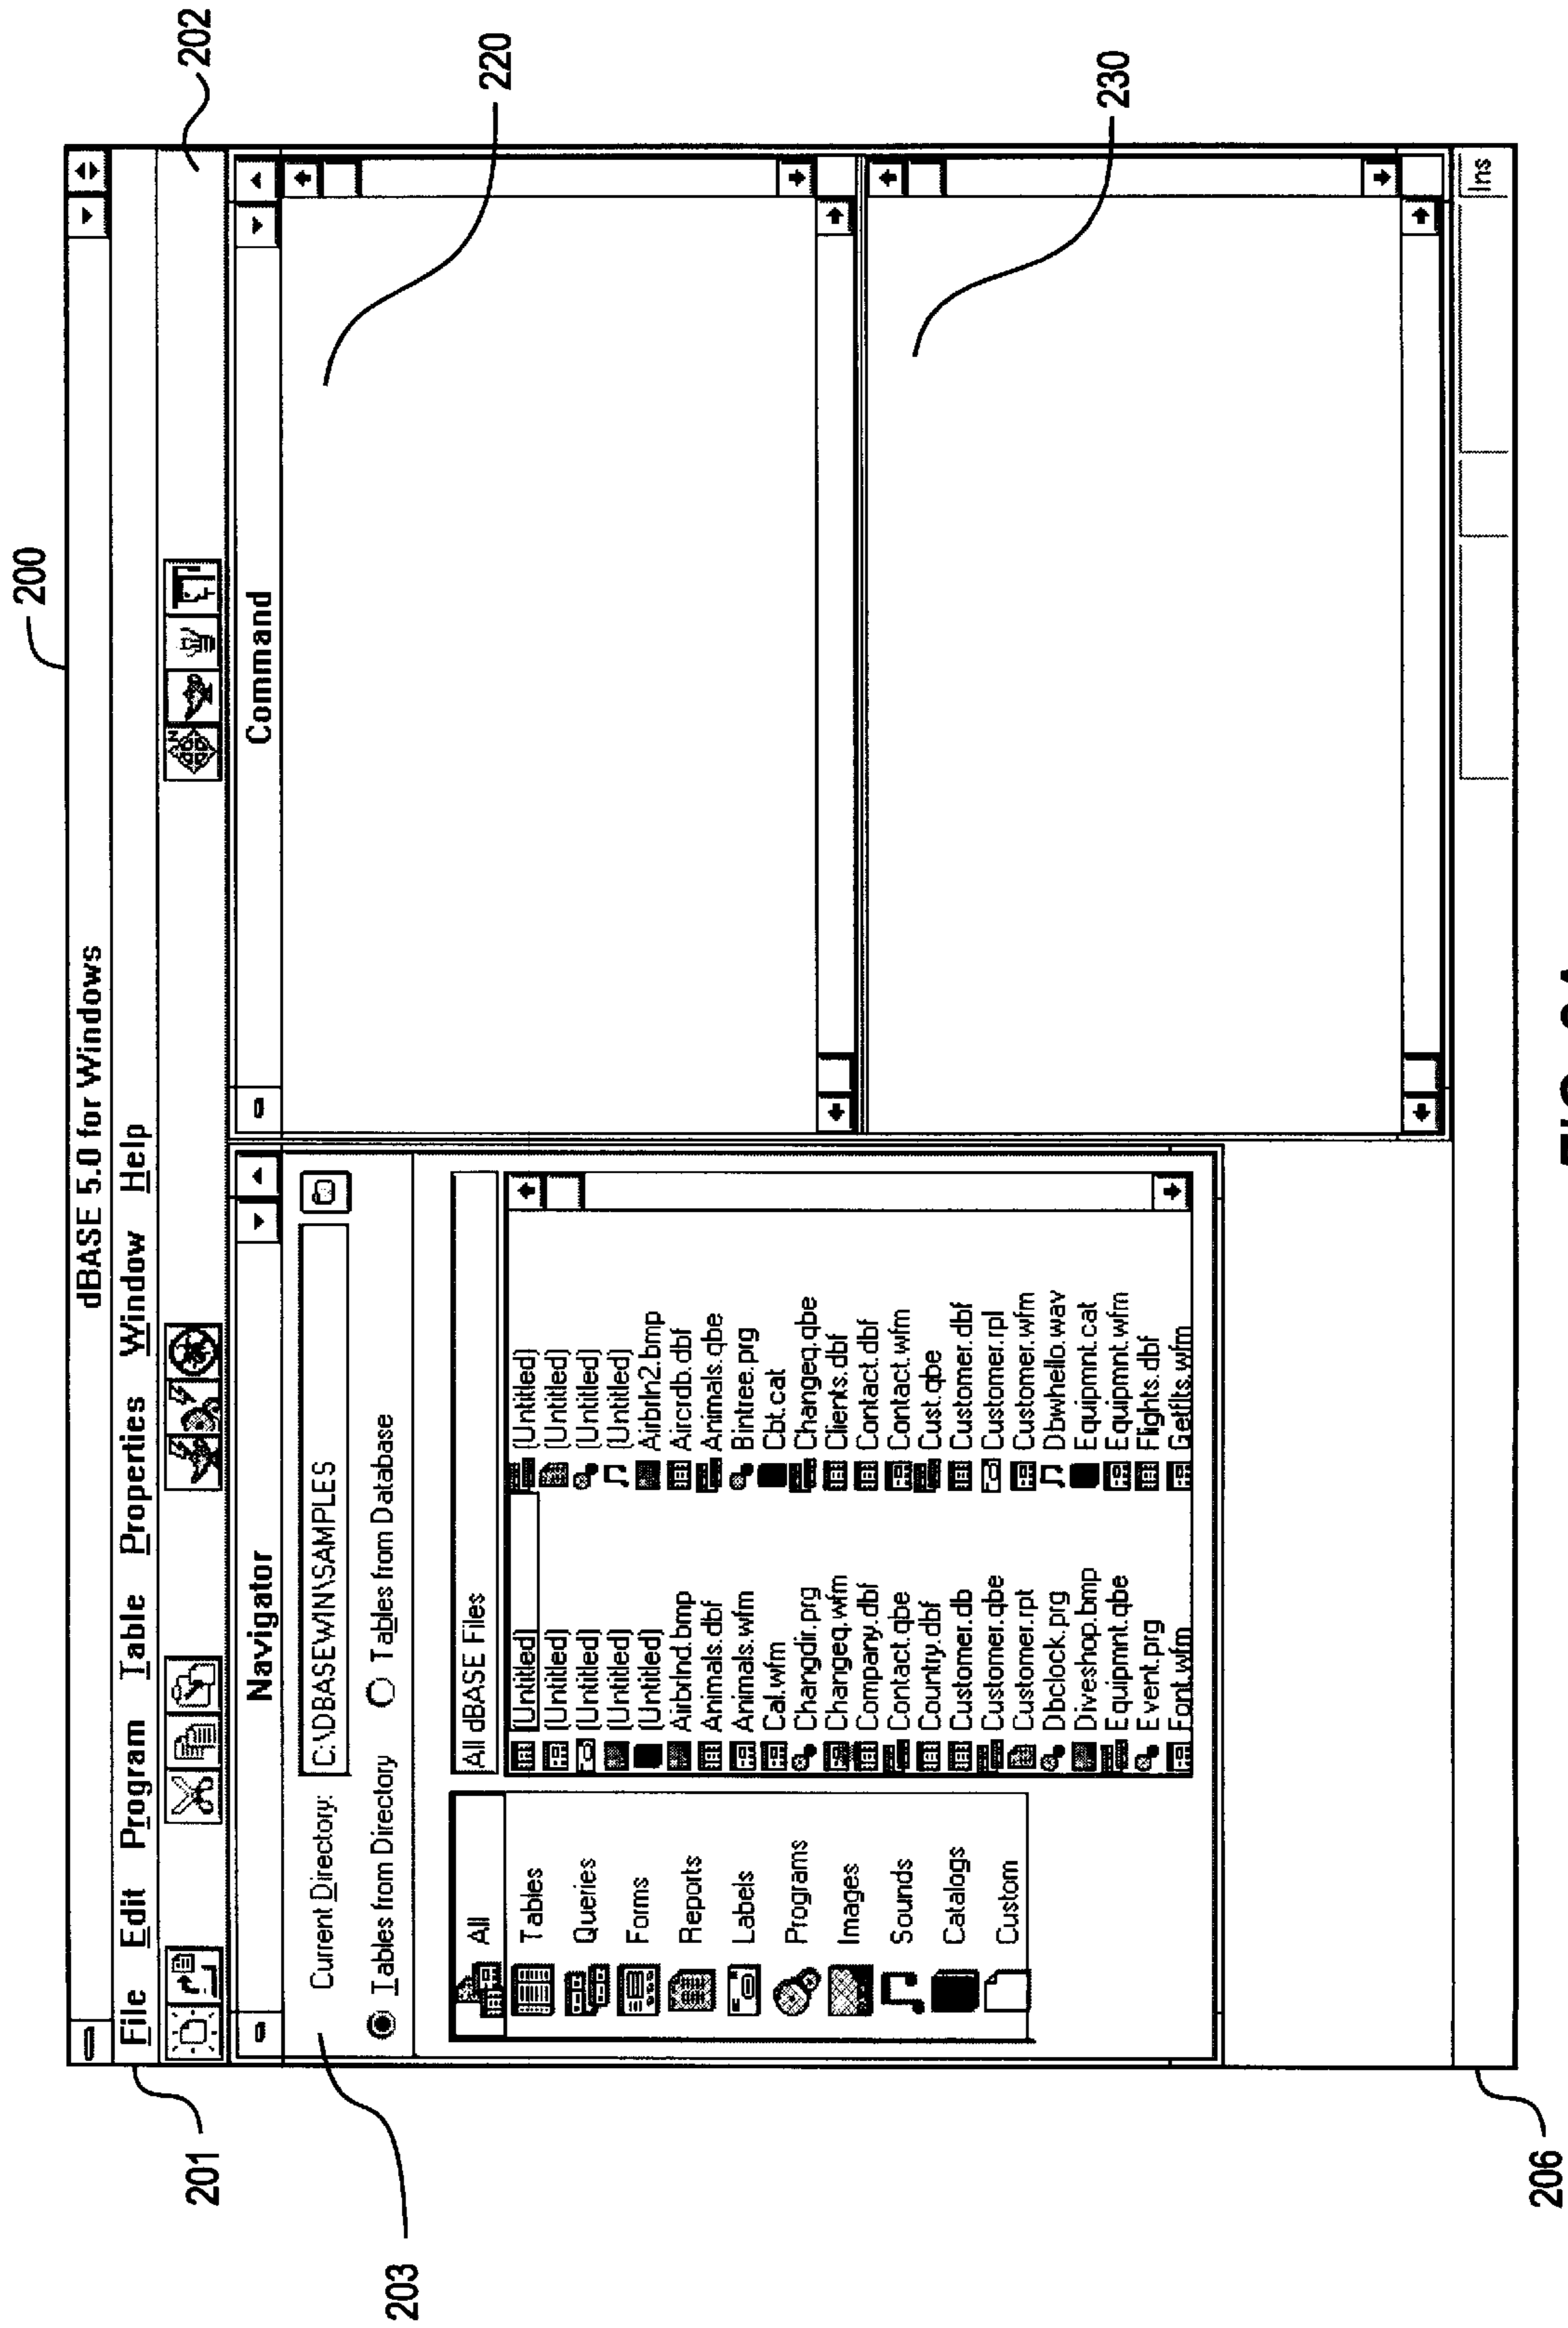 200
dBASE 5.0 for Windows
201
File Edit Program Table Properties Window Help
202
Navigator
Command
203
Current Directory: C:\DBASEWIN\SAMPLES
Tables from Directory Tables from Database
220
All dBASE Files
All
Tables
Queries
Forms
Reports
Labels
Programs
Images
Sounds
Catalogs
Custom
(Untitled) (Untitled)
(Untitled) (Untitled)
(Untitled) (Untitled)
(Untitled) (Untitled)
(Untitled) Airbrln2.bmp
Airbrlnd.bmp Aircrdb.dbf
Animals.dbf Animals.qbe
Animals.wfm Bintree.prg
Cal.wfm Cbt.cat
Changdir.prg Changeq.qbe
Changeq.wfm Clients.dbf
Company.dbf Contact.dbf
Contact.qbe Contact.wfm
Country.dbf Cust.qbe
Customer.db Customer.dbf
Customer.qbe Customer.rpl
Customer.rpt Customer.wfm
Dbclock.prg Dbwhello.wav
Diveshop.bmp Equipmnt.cat
Equipmnt.qbe Equipmnt.wfm
Event.prg Flights.dbf
Font.wfm Getflts.wfm
230
Ins
206